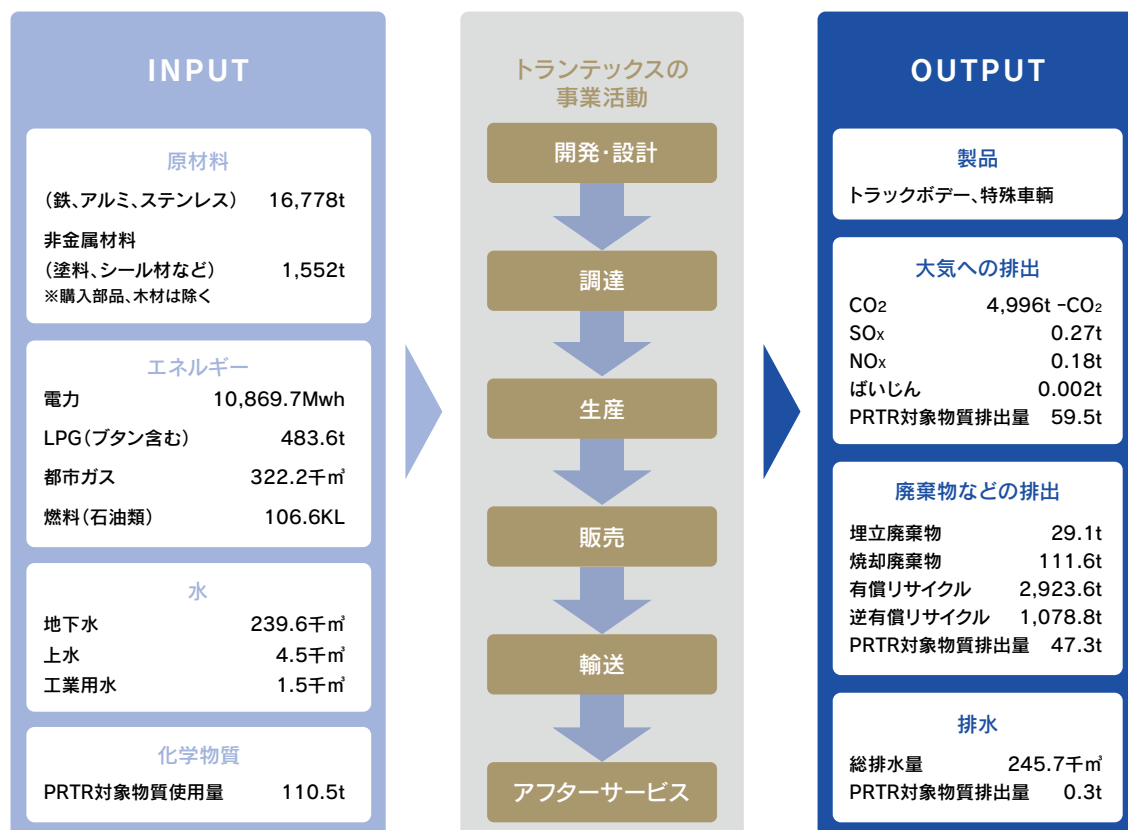 INPUT
原材料
(鉄、アルミ、ステンレス) 16,778t
非金属材料
(塗料、シール材など) 1,552t
※購入部品、木材は除く
エネルギー
電力 10,869.7Mwh
LPG(ブタン含む) 483.6t
都市ガス 322.2千㎥
燃料(石油類) 106.6KL
水
地下水 239.6千㎥
上水 4.5千㎥
工業用水 1.5千㎥
化学物質
PRTR対象物質使用量 110.5t
トランテックスの
事業活動
開発・設計
調達
生産
販売
輸送
アフターサービス
OUTPUT
製品
トラックボデー、特殊車輌
大気への排出
CO2 4,996t -CO2
SOx 0.27t
NOx 0.18t
ばいじん 0.002t
PRTR対象物質排出量 59.5t
廃棄物などの排出
埋立廃棄物 29.1t
焼却廃棄物 111.6t
有償リサイクル 2,923.6t
逆有償リサイクル 1,078.8t
PRTR対象物質排出量 47.3t
排水
総排水量 245.7千㎥
PRTR対象物質排出量 0.3t